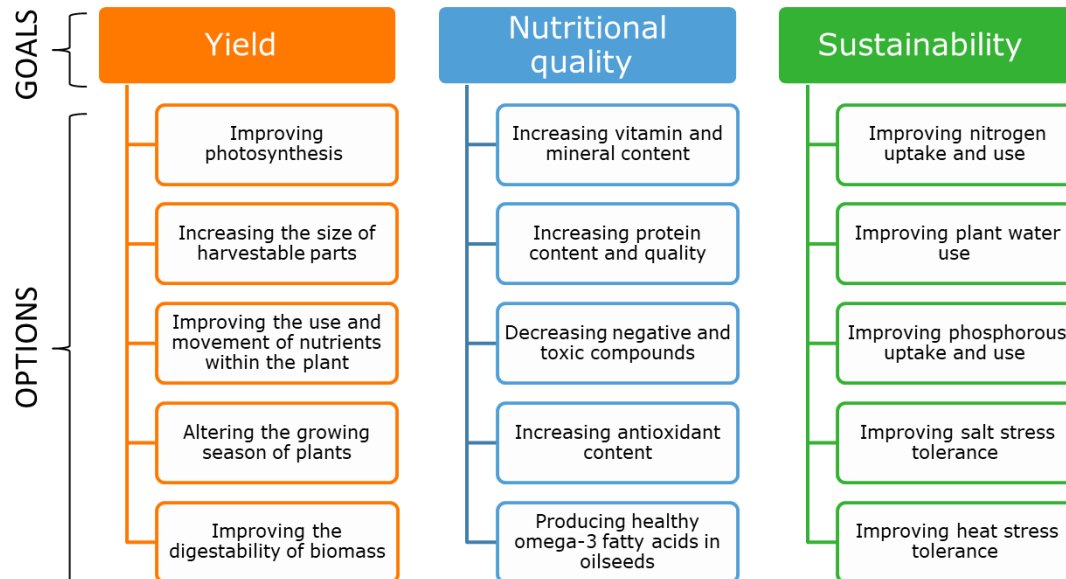 GOALS
Yield
Nutritional
quality
Sustainability
OPTIONS
Improving
photosynthesis
Increasing the size of
harvestable parts
Improving the use and
movement of nutrients
within the plant
Altering the growing
season of plants
Improving the
digestability of biomass
Increasing vitamin and
mineral content
Increasing protein
content and quality
Decreasing negative and
toxic compounds
Increasing antioxidant
content
Producing healthy
omega-3 fatty acids in
oilseeds
Improving nitrogen
uptake and use
Improving plant water
use
Improving phosphorous
uptake and use
Improving salt stress
tolerance
Improving heat stress
tolerance